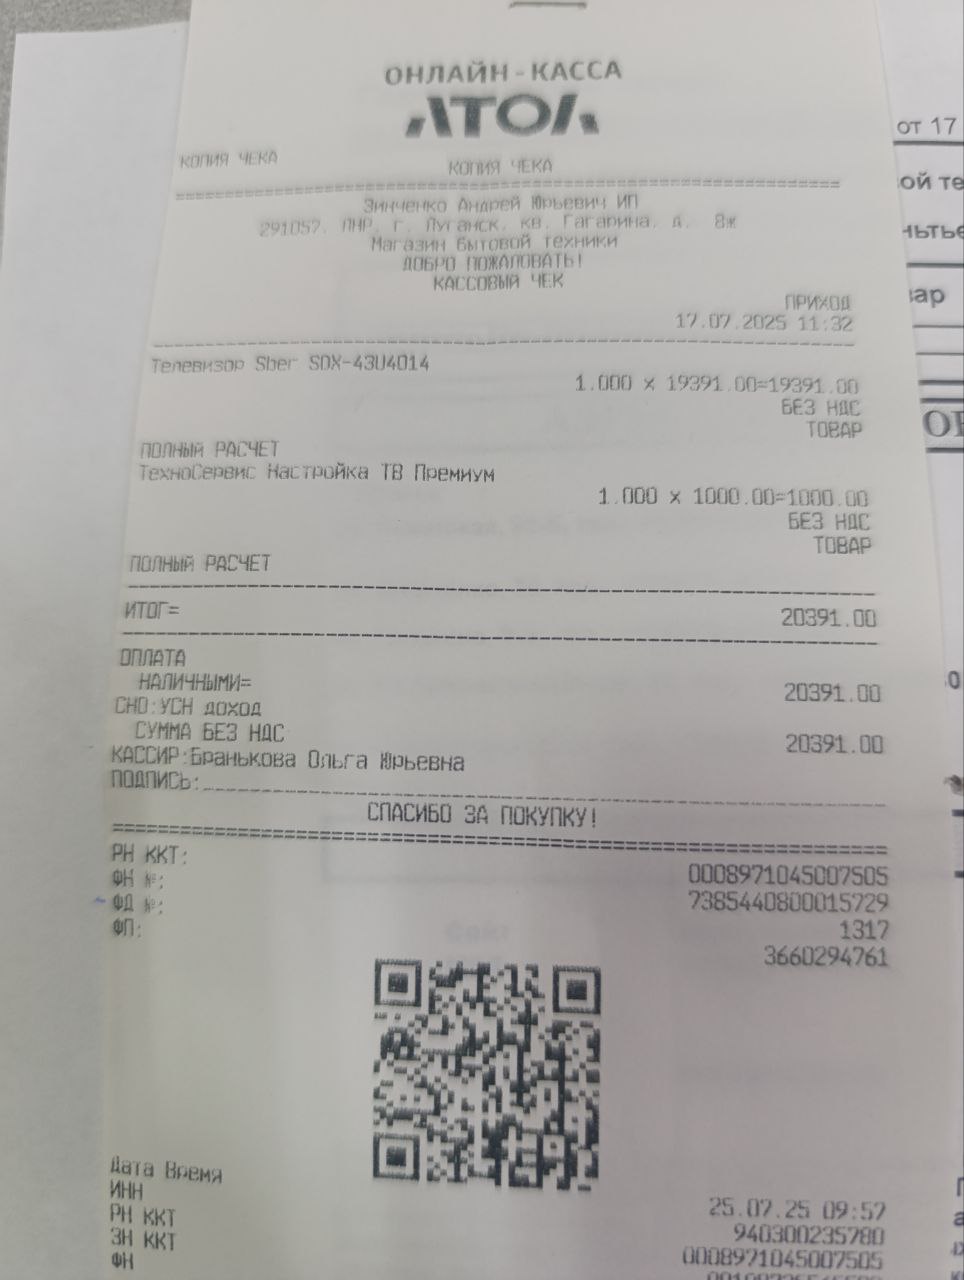 ОНЛАЙН-КАССА
АТОЛ
КОПИЯ ЧЕКА КОПИЯ ЧЕКА
Зинченко Андрей Юрьевич ИП
291057, ЛНР, г. Луганск, кв. Гагарина, д. 8ж
Магазин бытовой техники
ДОБРО ПОЖАЛОВАТЬ!
КАССОВЫЙ ЧЕК
ПРИХОД
17.07.2025 11:32
Телевизор Sber SDX-43U4014
1.000 x 19391.00=19391.00
БЕЗ НДС
ТОВАР
ПОЛНЫЙ РАСЧЕТ
ТехноСервис Настройка ТВ Премиум
1.000 x 1000.00=1000.00
БЕЗ НДС
ТОВАР
ПОЛНЫЙ РАСЧЕТ
ИТОГ= 20391.00
ОПЛАТА
НАЛИЧНЫМИ= 20391.00
СНО:УСН доход
СУММА БЕЗ НДС 20391.00
КАССИР:Бранькова Ольга Юрьевна
ПОДПИСЬ:
СПАСИБО ЗА ПОКУПКУ!
РН ККТ: 0008971045007505
ФН №: 7385440800015729
ФД №: 1317
ФП: 3660294761
Дата Время 25.07.25 09:57
ИНН 940300235780
РН ККТ 0008971045007505
ЗН ККТ
ФН
от 17